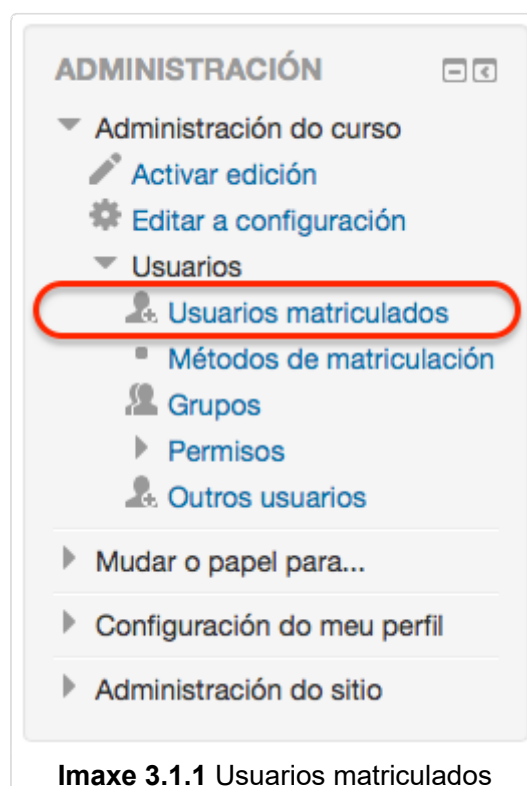 ADMINISTRACIÓN
Administración do curso
Activar edición
Editar a configuración
Usuarios
Usuarios matriculados
Métodos de matriculación
Grupos
Permisos
Outros usuarios
Mudar o papel para...
Configuración do meu perfil
Administración do sitio
Imaxe 3.1.1 Usuarios matriculados